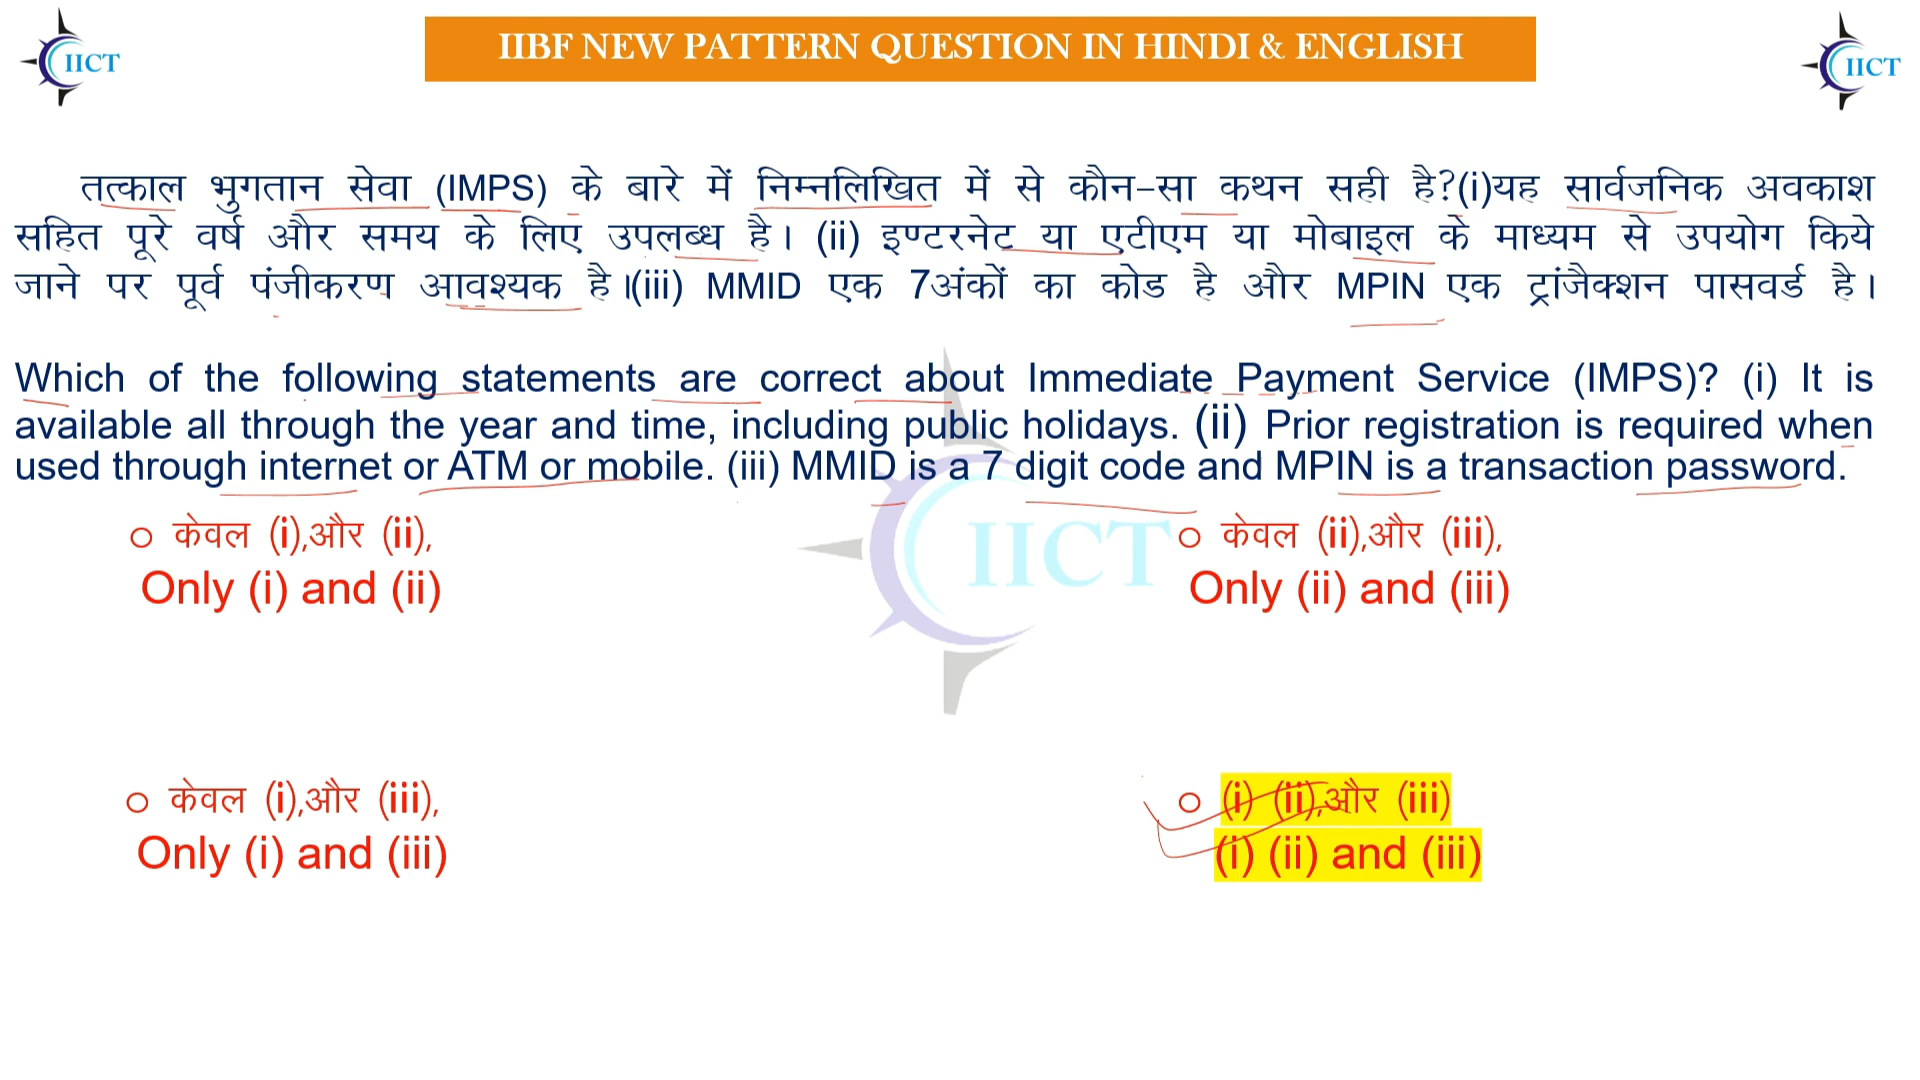 IICT
IIBF NEW PATTERN QUESTION IN HINDI & ENGLISH
IICT
तत्काल भुगतान सेवा (IMPS) के बारे में निम्नलिखित में से कौन-सा कथन सही है?(i)यह सार्वजनिक अवकाश
सहित पूरे वर्ष और समय के लिए उपलब्ध है। (ii) इण्टरनेट या एटीएम या मोबाइल के माध्यम से उपयोग किये
जाने पर पूर्व पंजीकरण आवश्यक है।(iii) MMID एक 7अंकों का कोड है और MPIN एक ट्रांजैक्शन पासवर्ड है।
Which of the following statements are correct about Immediate Payment Service (IMPS)? (i) It is
available all through the year and time, including public holidays. (ii) Prior registration is required when
used through internet or ATM or mobile. (iii) MMID is a 7 digit code and MPIN is a transaction password.
IICT
केवल (i),और (ii),
Only (i) and (ii)
केवल (ii),और (iii),
Only (ii) and (iii)
केवल (i),और (iii),
Only (i) and (iii)
(i) (ii),और (iii)
(i) (ii) and (iii)